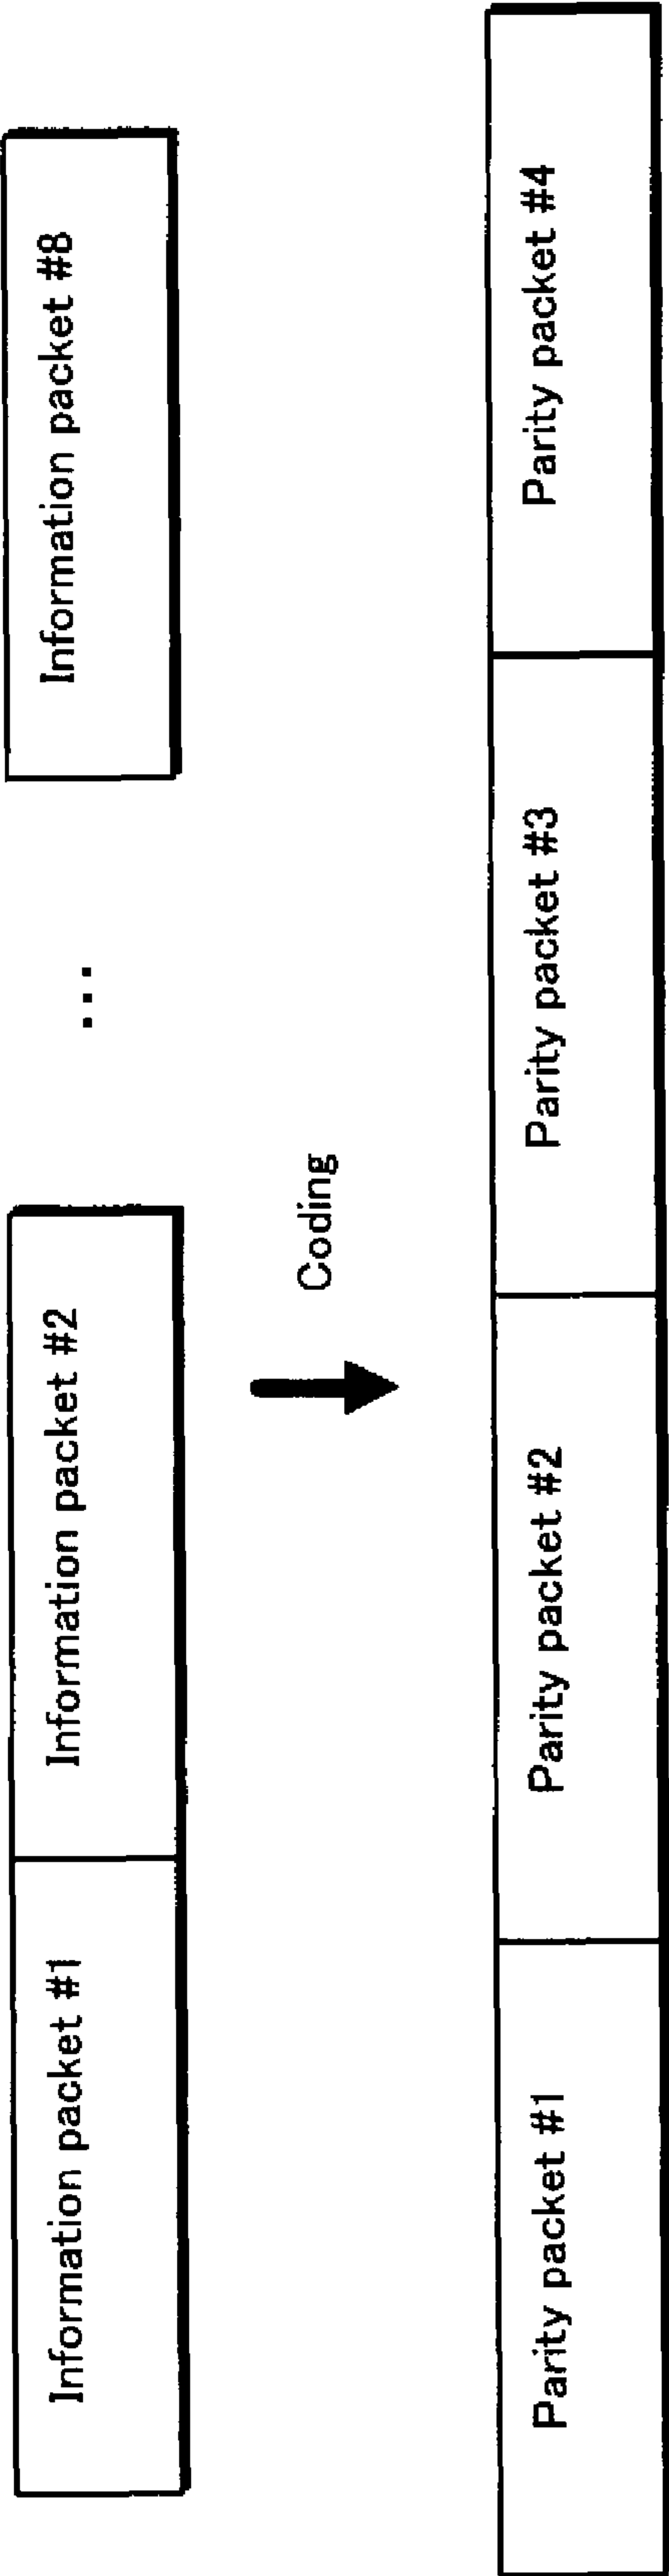 Information packet #1
Information packet #2
...
Information packet #8
Coding
Parity packet #1
Parity packet #2
Parity packet #3
Parity packet #4